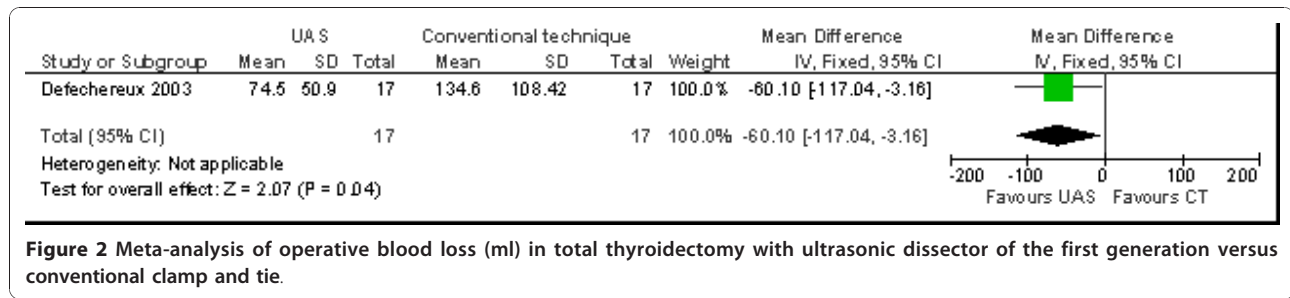 UAS Conventional technique Mean Difference Mean Difference
Study or Subgroup Mean SD Total Mean SD Total Weight IV, Fixed, 95% CI IV, Fixed, 95% CI
Defechereux 2003 74.5 50.9 17 134.6 108.42 17 100.0% -60.10 [-117.04, -3.16]
Total (95% CI) 17 17 100.0% -60.10 [-117.04, -3.16]
Heterogeneity: Not applicable
Test for overall effect: Z = 2.07 (P = 0.04)
-200 -100 0 100 200
Favours UAS Favours CT
Figure 2 Meta-analysis of operative blood loss (ml) in total thyroidectomy with ultrasonic dissector of the first generation versus
conventional clamp and tie.